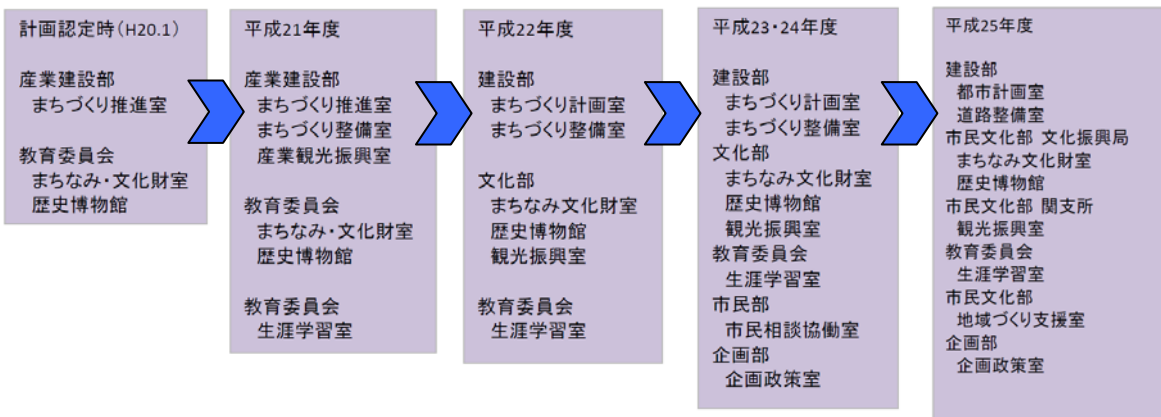 計画認定時(H20.1)
産業建設部
まちづくり推進室
教育委員会
まちなみ・文化財室
歴史博物館
平成21年度
産業建設部
まちづくり推進室
まちづくり整備室
産業観光振興室
教育委員会
まちなみ・文化財室
歴史博物館
教育委員会
生涯学習室
平成22年度
建設部
まちづくり計画室
まちづくり整備室
文化部
まちなみ文化財室
歴史博物館
観光振興室
教育委員会
生涯学習室
平成23・24年度
建設部
まちづくり計画室
まちづくり整備室
文化部
まちなみ文化財室
歴史博物館
観光振興室
教育委員会
生涯学習室
市民部
市民相談協働室
企画部
企画政策室
平成25年度
建設部
都市計画室
道路整備室
市民文化部 文化振興局
まちなみ文化財室
歴史博物館
市民文化部 関支所
観光振興室
教育委員会
生涯学習室
市民文化部
地域づくり支援室
企画部
企画政策室